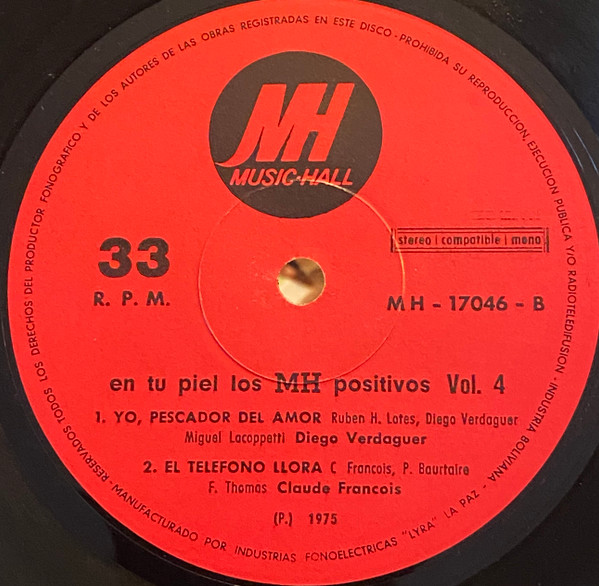 RESERVADOS TODOS LOS DERECHOS DEL PRODUCTOR FONOGRAFICO Y DE LOS AUTORES DE LAS OBRAS REGISTRADAS EN ESTE DISCO - PROHIBIDA SU REPRODUCCION, EJECUCION PUBLICA Y/O RADIOTELEDIFUSION - INDUSTRIA BOLIVIANA
MH
MUSIC-HALL
33
R. P. M.
stereo | compatible | mono
MH - 17046 - B
en tu piel los MH positivos Vol. 4
1. YO, PESCADOR DEL AMOR Ruben H. Lotes, Diego Verdaguer
Miguel Lacoppetti Diego Verdaguer
2. EL TELEFONO LLORA C Francois, P. Bourtaire
F. Thomas Claude Francois
(P.) 1975
- MANUFACTURADO POR INDUSTRIAS FONOELECTRICAS "LYRA" LA PAZ -